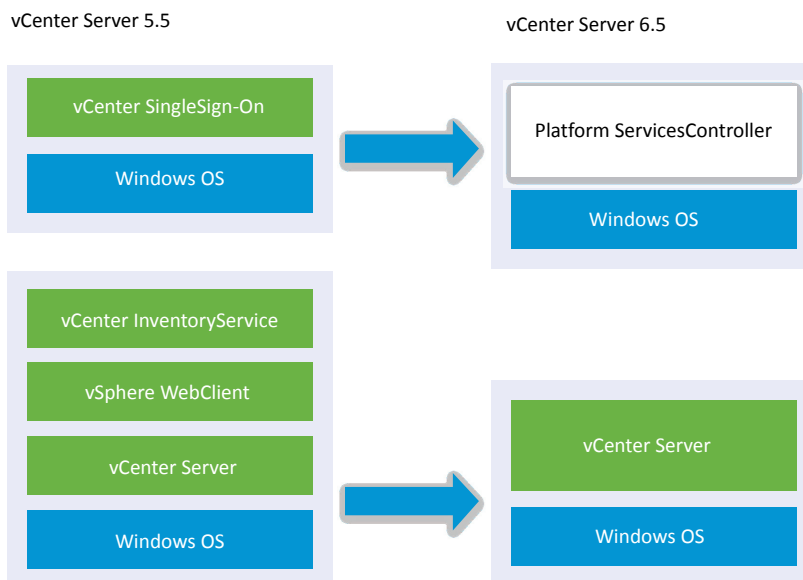 vCenter Server 5.5
vCenter Server 6.5
vCenter SingleSign-On
Windows OS
Platform ServicesController
Windows OS
vCenter InventoryService
vSphere WebClient
vCenter Server
Windows OS
vCenter Server
Windows OS